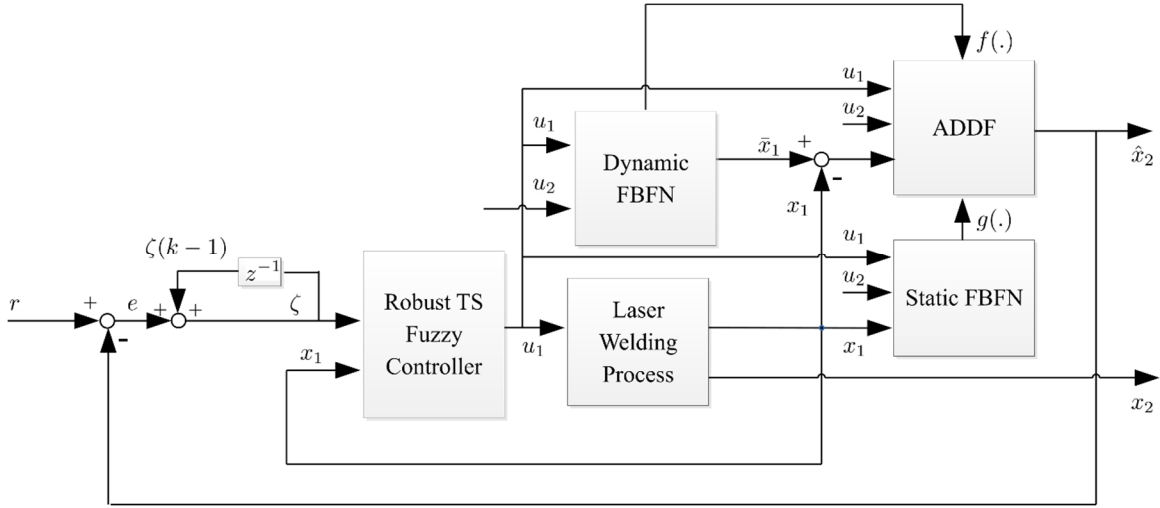 f(.)
u₁
u₂
ADDF
x̂₂
u₁
u₂
Dynamic
FBFN
x̄₁
+
-
x₁
g(.)
u₁
u₂
x₁
Static FBFN
ζ(k − 1)
z⁻¹
r
+
-
e
+
+
ζ
x₁
Robust TS
Fuzzy
Controller
u₁
Laser
Welding
Process
x₂